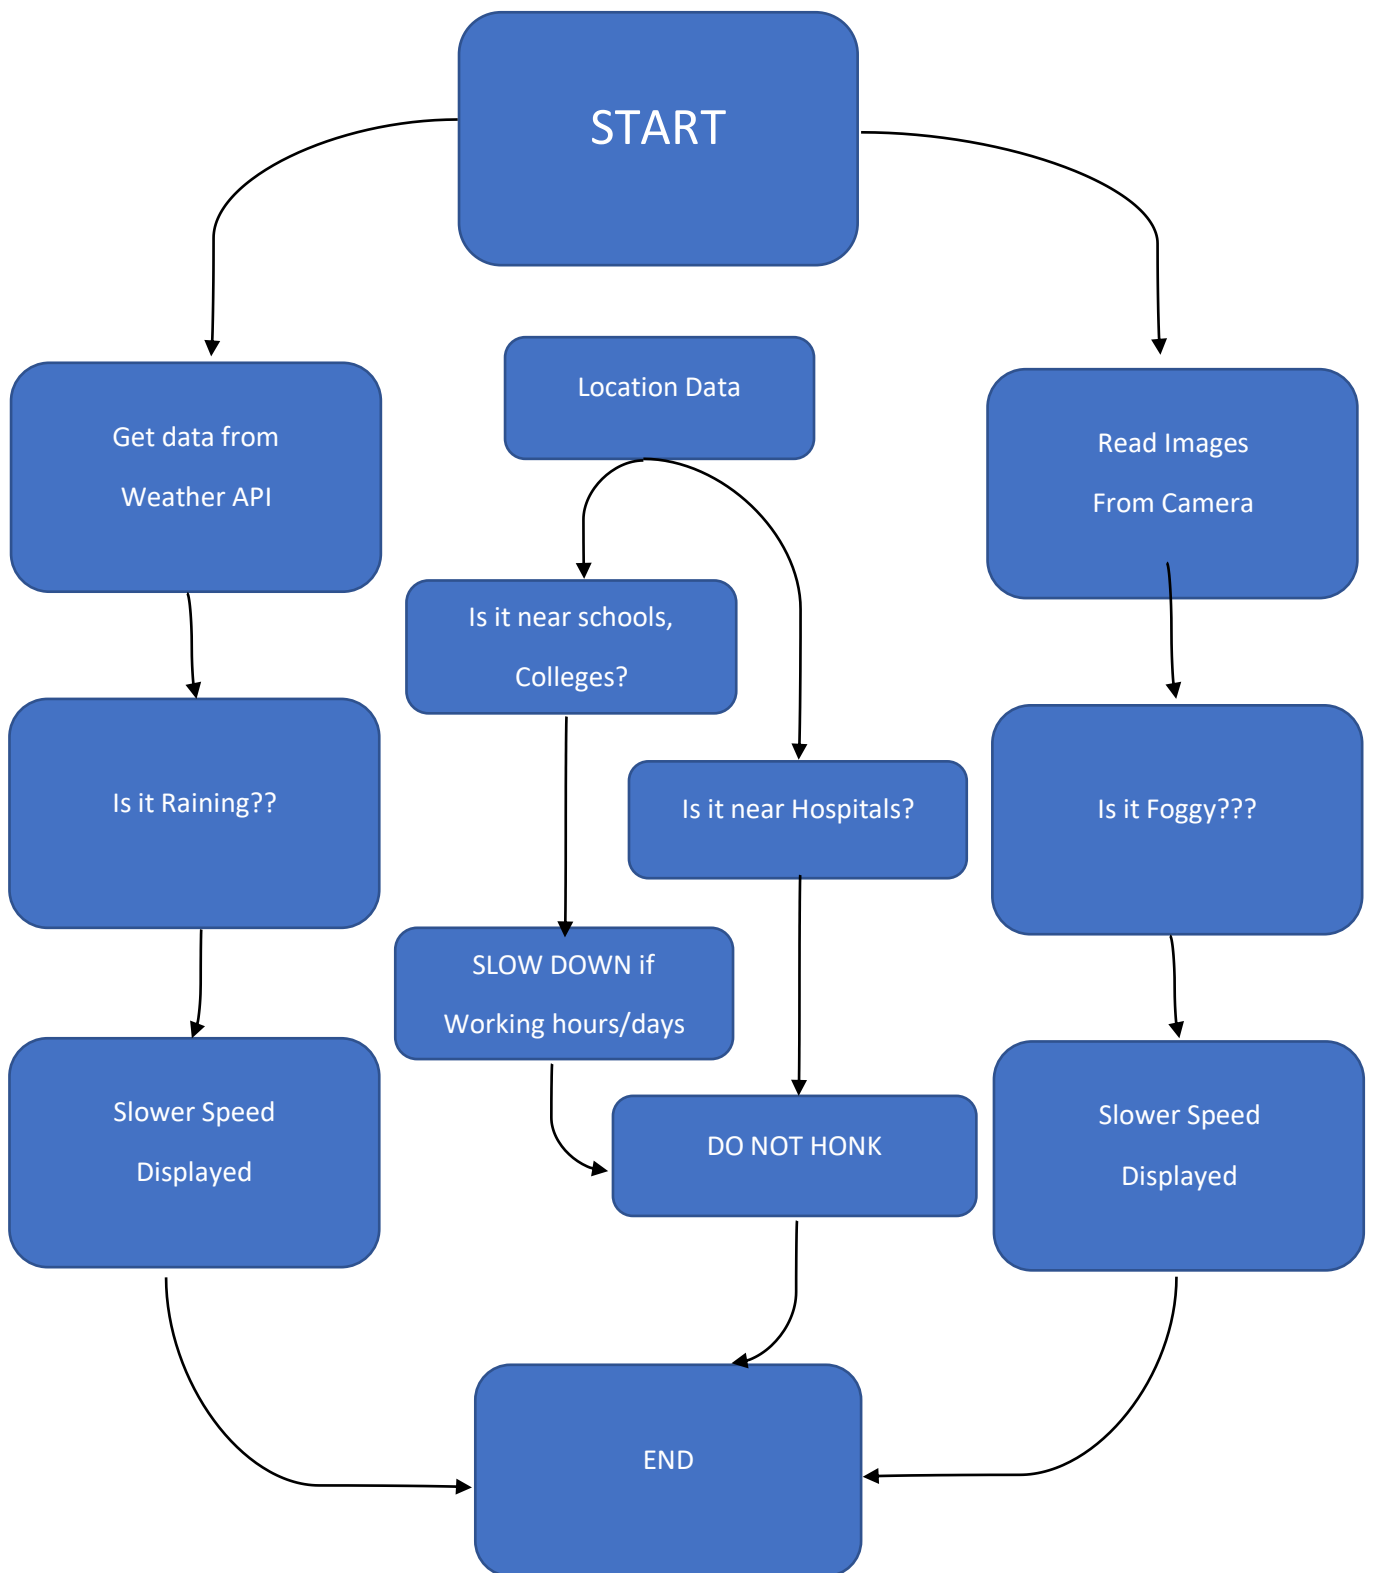 START
Get data from
Weather API
Location Data
Read Images
From Camera
Is it near schools,
Colleges?
Is it Raining??
Is it near Hospitals?
Is it Foggy???
SLOW DOWN if
Working hours/days
Slower Speed
Displayed
DO NOT HONK
Slower Speed
Displayed
END